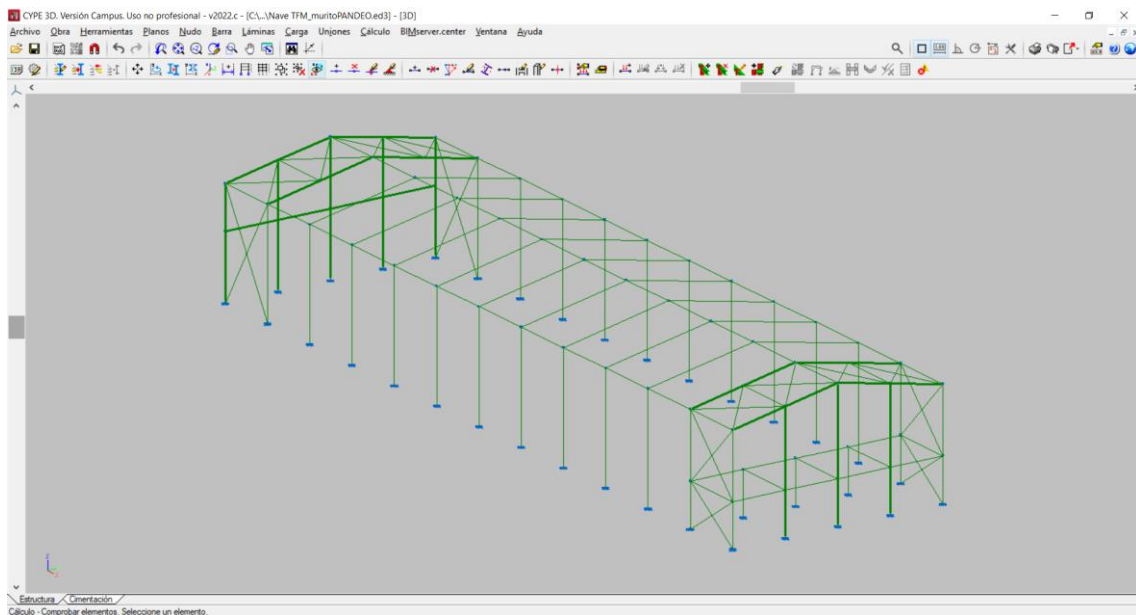 CYPE 3D. Versión Campus. Uso no profesional - v2022.c - [C:\...\Nave TFM_muritoPANDEO.ed3] - [3D]
Archivo Obra Herramientas Planos Nudo Barra Láminas Carga Uniones Cálculo BIMserver.center Ventana Ayuda
Estructura Cimentación
Cálculo - Comprobar elementos. Seleccione un elemento.